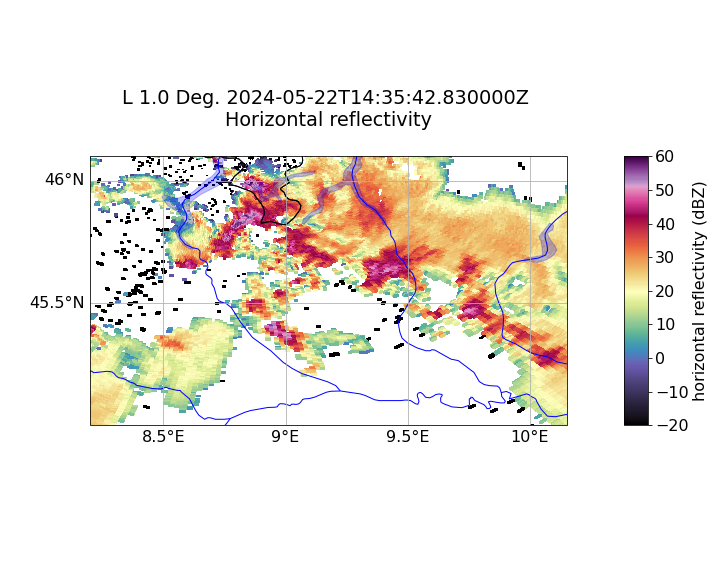 L 1.0 Deg. 2024-05-22T14:35:42.830000Z
Horizontal reflectivity
46°N
45.5°N
8.5°E
9°E
9.5°E
10°E
60
50
40
30
20
10
0
−10
−20
horizontal reflectivity (dBZ)